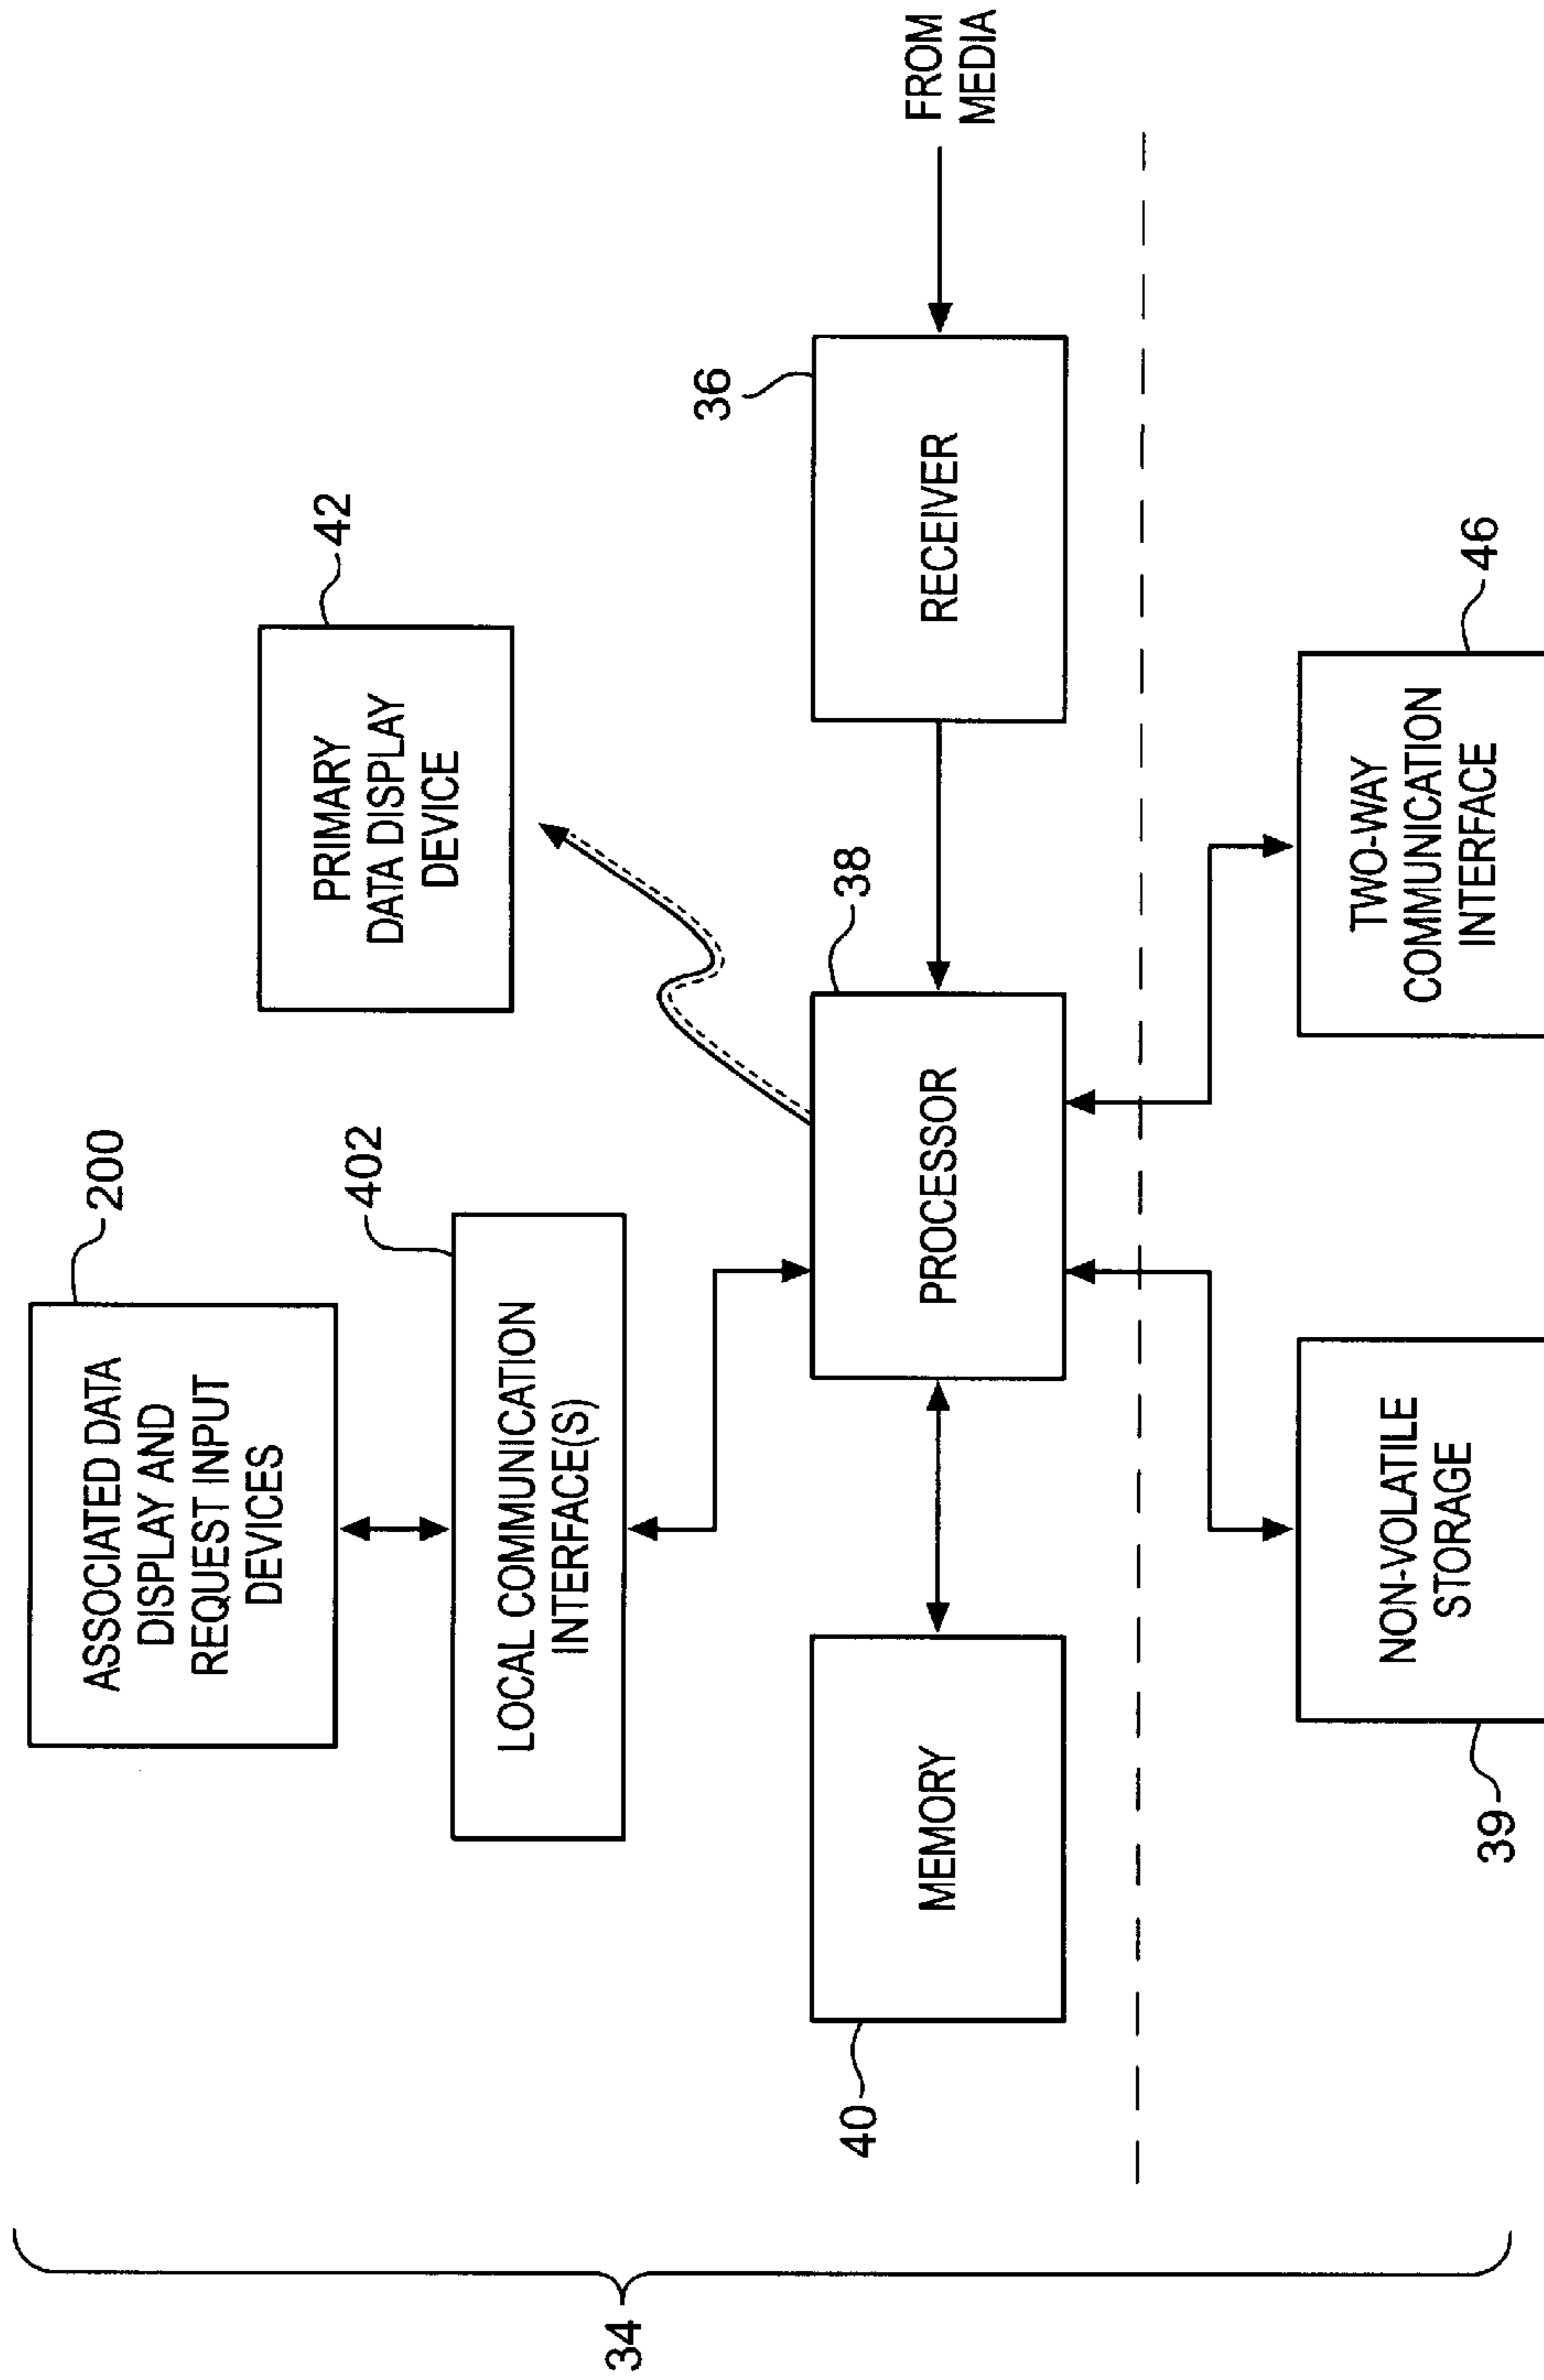 34
ASSOCIATED DATA
DISPLAY AND
REQUEST INPUT
DEVICES
200
LOCAL COMMUNICATION
INTERFACE(S)
402
PRIMARY
DATA DISPLAY
DEVICE
42
40
MEMORY
PROCESSOR
38
RECEIVER
36
FROM
MEDIA
39
NON-VOLATILE
STORAGE
TWO-WAY
COMMUNICATION
INTERFACE
46